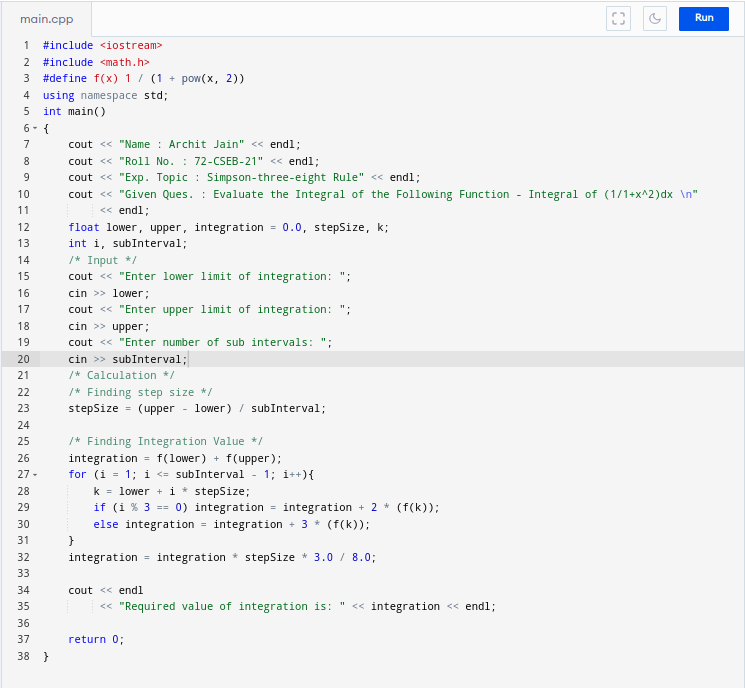 main.cpp
Run
1 #include <iostream>
2 #include <math.h>
3 #define f(x) 1 / (1 + pow(x, 2))
4 using namespace std;
5 int main()
6 {
7 cout << "Name : Archit Jain" << endl;
8 cout << "Roll No. : 72-CSEB-21" << endl;
9 cout << "Exp. Topic : Simpson-three-eight Rule" << endl;
10 cout << "Given Ques. : Evaluate the Integral of the Following Function - Integral of (1/1+x^2)dx \n"
11 << endl;
12 float lower, upper, integration = 0.0, stepSize, k;
13 int i, subInterval;
14 /* Input */
15 cout << "Enter lower limit of integration: ";
16 cin >> lower;
17 cout << "Enter upper limit of integration: ";
18 cin >> upper;
19 cout << "Enter number of sub intervals: ";
20 cin >> subInterval;
21 /* Calculation */
22 /* Finding step size */
23 stepSize = (upper - lower) / subInterval;
24
25 /* Finding Integration Value */
26 integration = f(lower) + f(upper);
27 for (i = 1; i <= subInterval - 1; i++){
28 k = lower + i * stepSize;
29 if (i % 3 == 0) integration = integration + 2 * (f(k));
30 else integration = integration + 3 * (f(k));
31 }
32 integration = integration * stepSize * 3.0 / 8.0;
33
34 cout << endl
35 << "Required value of integration is: " << integration << endl;
36
37 return 0;
38 }